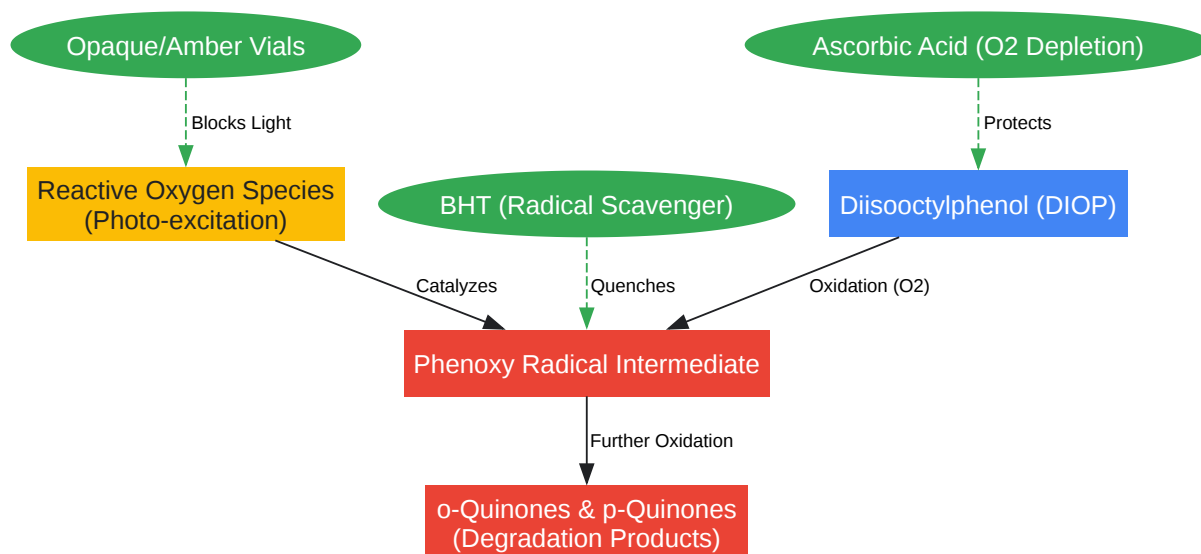 Opaque/Amber Vials
Ascorbic Acid (O2 Depletion)
Blocks Light
Protects
Reactive Oxygen Species
(Photo-excitation)
BHT (Radical Scavenger)
Diisooctylphenol (DIOP)
Catalyzes
Quenches
Oxidation (O2)
Phenoxy Radical Intermediate
Further Oxidation
o-Quinones & p-Quinones
(Degradation Products)